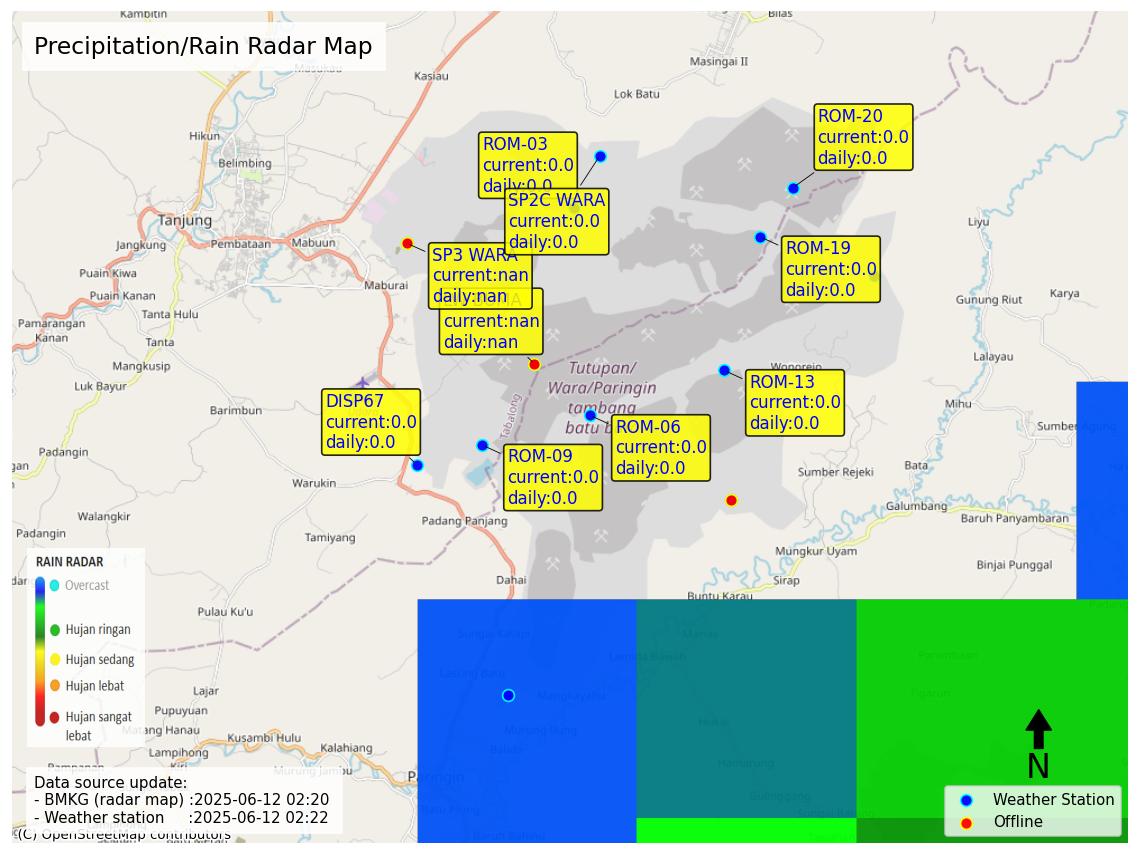 Kambitin
Bilas
Precipitation/Rain Radar Map
Masukau
Kasiau
Masingai II
Lok Batu
ROM-20
current:0.0
daily:0.0
ROM-03
current:0.0
daily:0.0
Hikun
Belimbing
SP2C WARA
current:0.0
daily:0.0
Tanjung
Liyu
Jangkung
Pembataan
Mabuun
ROM-19
current:0.0
daily:0.0
SP3 WARA
current:nan
daily:nan
Puain Kiwa
Maburai
Puain Kanan
Gunung Riut
Karya
current:nan
daily:nan
Tanta Hulu
Pamarangan
Kanan
Tanta
Lalayau
Mangkusip
Tutupan/
Wara/Paringin
tambang
batu b
Wonorejo
Luk Bayur
ROM-13
current:0.0
daily:0.0
DISP67
current:0.0
daily:0.0
Barimbun
Tabalong
Mihu
ROM-06
current:0.0
daily:0.0
Sumber Agung
Padangin
ROM-09
current:0.0
daily:0.0
Bata
Sumber Rejeki
Warukin
Galumbang
Walangkir
Padang Panjang
Baruh Panyambaran
Padangin
Tamiyang
Mungkur Uyam
Binjai Punggal
RAIN RADAR
Overcast
Hujan ringan
Hujan sedang
Hujan lebat
Hujan sangat
lebat
Dahai
Sirap
Buntu Karau
Pulau Ku'u
Lajar
Pupuyuan
Matang Hanau
Kusambi Hulu
Lampihong
Kalahiang
Murung Jambu
Paringin
Data source update:
- BMKG (radar map) :2025-06-12 02:20
- Weather station :2025-06-12 02:22
(C) OpenStreetMap contributors
N
Weather Station
Offline